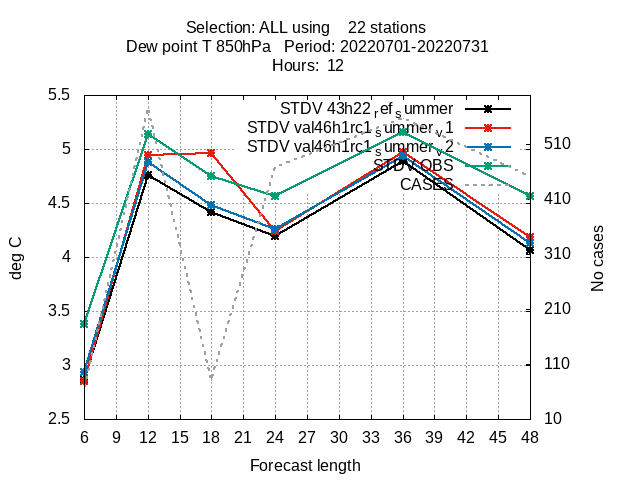 Selection: ALL using 22 stations
Dew point T 850hPa Period: 20220701-20220731
Hours: 12
STDV 43h22_ref_summer
STDV val46h1rc1_summer_v1
STDV val46h1rc1_summer_v2
STDV OBS
CASES
5.5
5
4.5
4
3.5
3
2.5
deg C
510
410
310
210
110
10
No cases
6 9 12 15 18 21 24 27 30 33 36 39 42 45 48
Forecast length